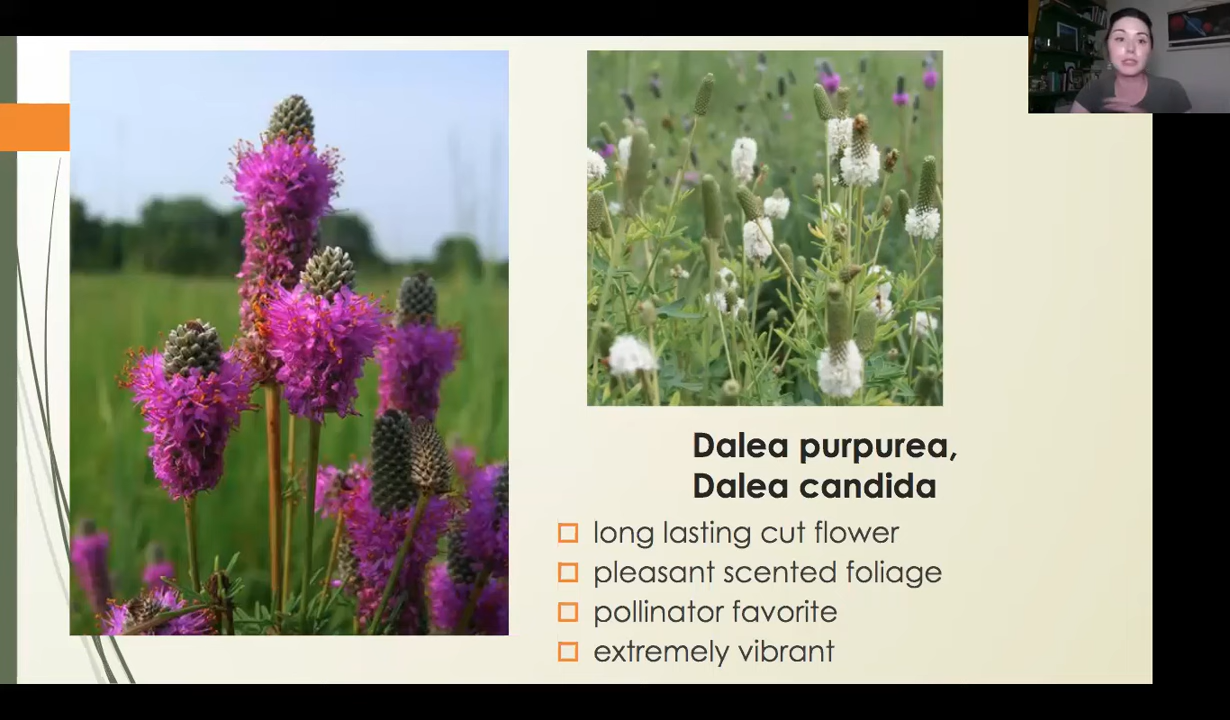 Dalea purpurea,
Dalea candida
long lasting cut flower
pleasant scented foliage
pollinator favorite
extremely vibrant